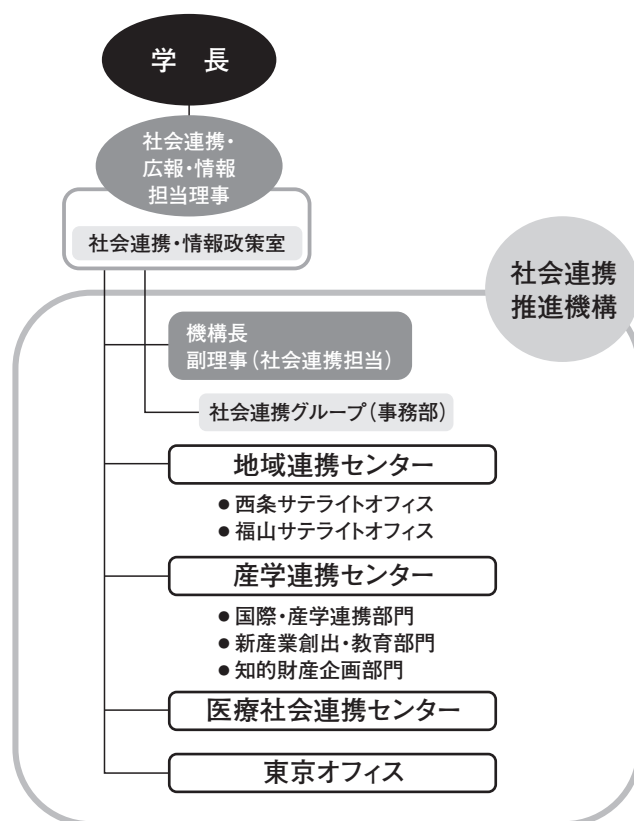 学 長
社会連携・
広報・情報
担当理事
社会連携・情報政策室
社会連携
推進機構
機構長
副理事（社会連携担当）
社会連携グループ（事務部）
地域連携センター
● 西条サテライトオフィス
● 福山サテライトオフィス
産学連携センター
● 国際・産学連携部門
● 新産業創出・教育部門
● 知的財産企画部門
医療社会連携センター
東京オフィス